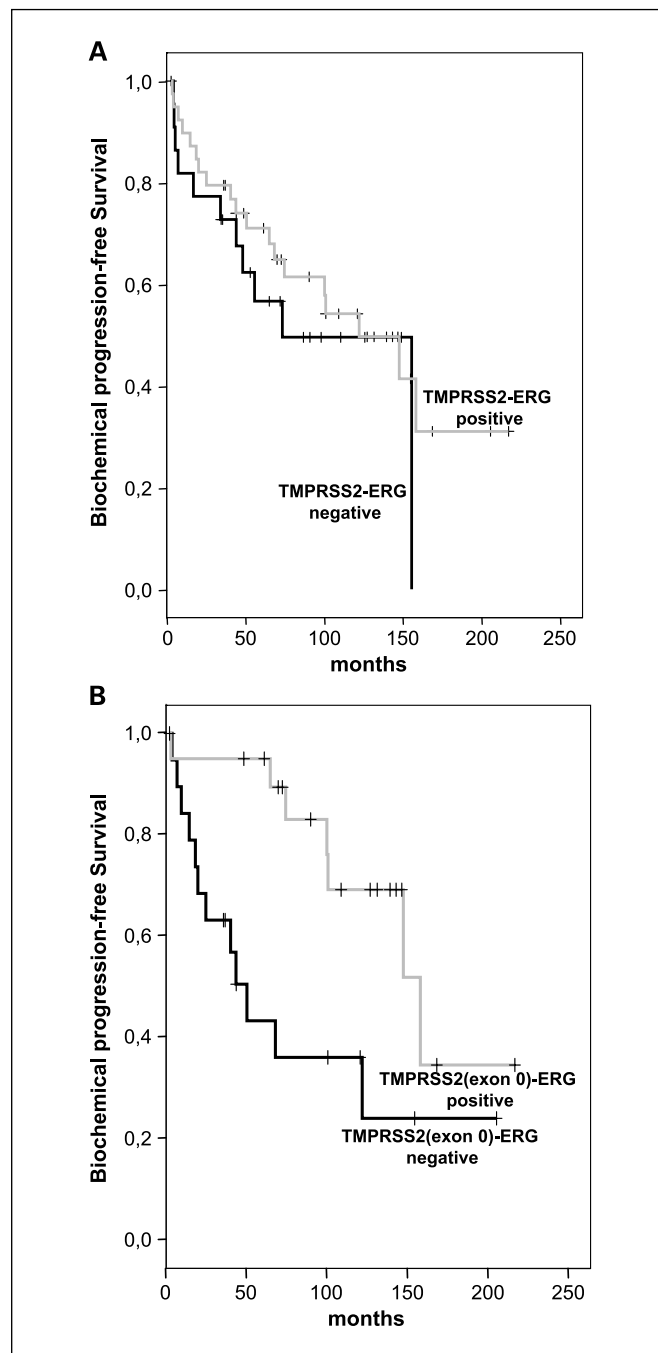 A
Biochemical progression-free Survival
1,0
0,8
0,6
0,4
0,2
0,0
TMPRSS2-ERG
positive
TMPRSS2-ERG
negative
0 50 100 150 200 250
months
B
Biochemical progression-free Survival
1,0
0,8
0,6
0,4
0,2
0,0
TMPRSS2(exon 0)-ERG
positive
TMPRSS2(exon 0)-ERG
negative
0 50 100 150 200 250
months